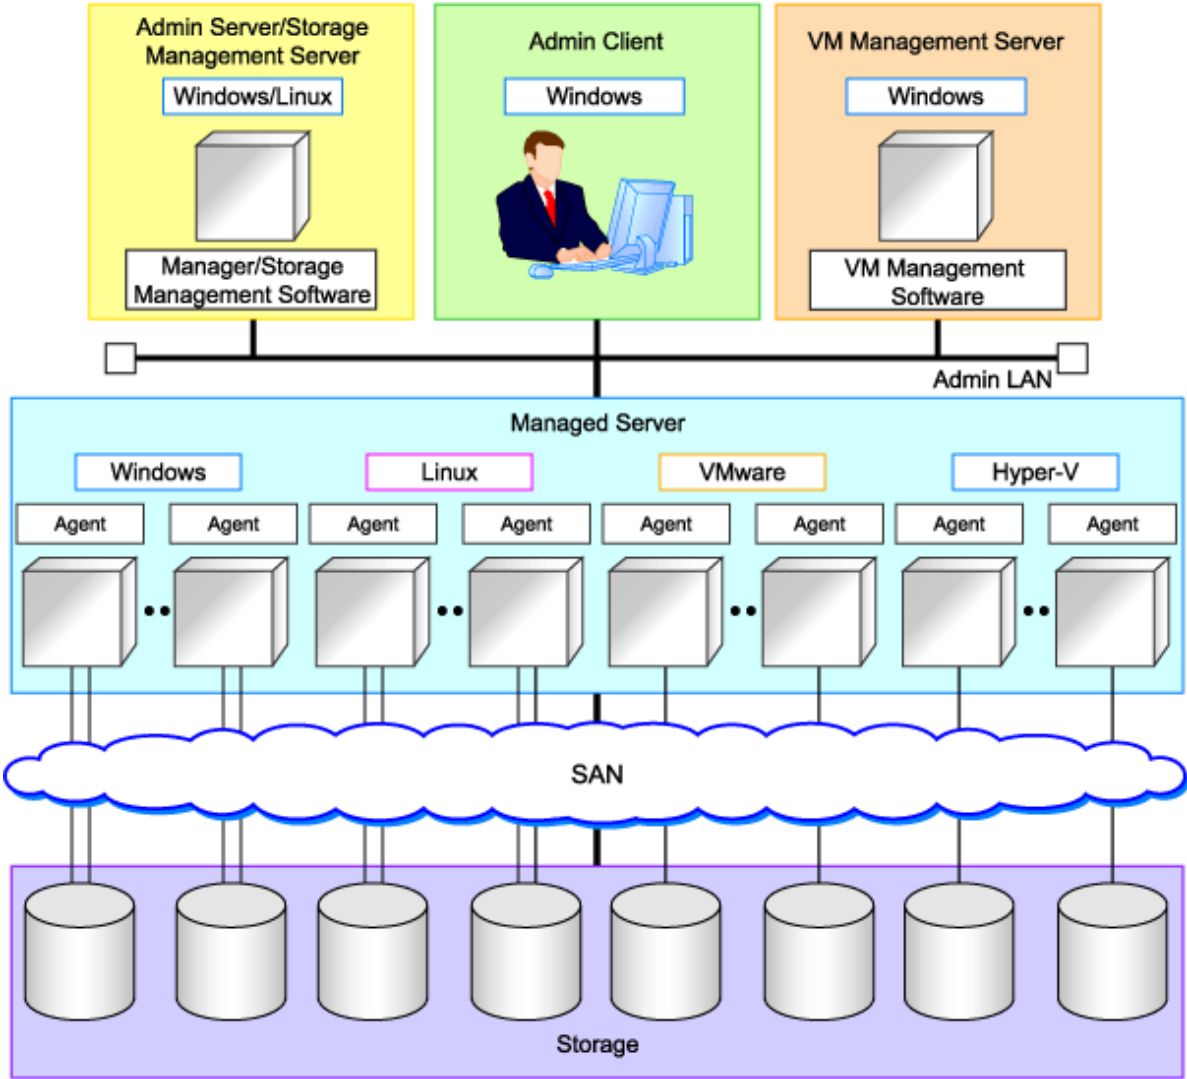 Admin Server/Storage
Management Server
Windows/Linux
Manager/Storage
Management Software
Admin Client
Windows
VM Management Server
Windows
VM Management
Software
Admin LAN
Managed Server
Windows
Linux
VMware
Hyper-V
Agent
Agent
Agent
Agent
Agent
Agent
Agent
Agent
SAN
Storage